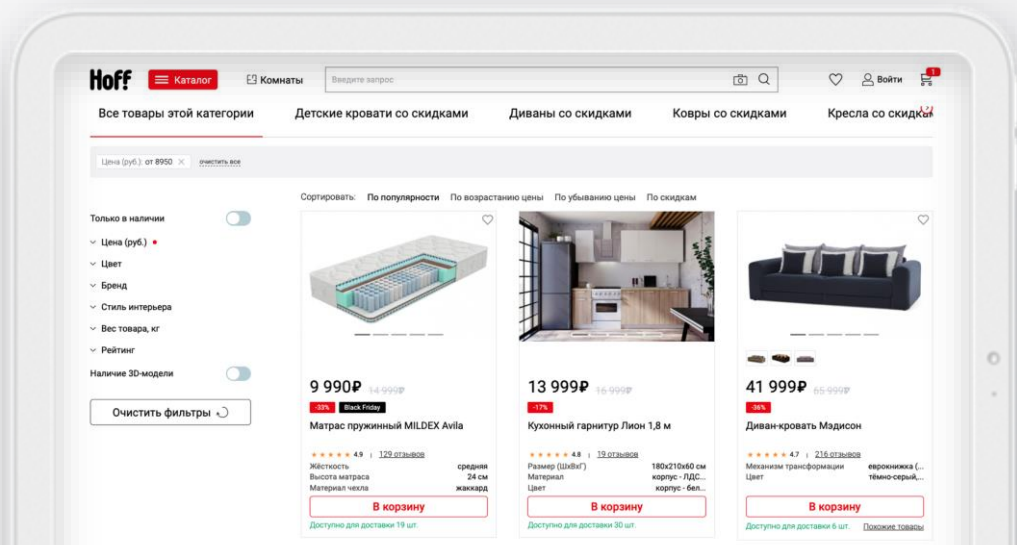 Hoff
Каталог
Комнаты
Введите запрос
Войти
1
Все товары этой категории
Детские кровати со скидками
Диваны со скидками
Ковры со скидками
Кресла со скидка
Цена (руб.): от 8950
очистить все
Сортировать: По популярности По возрастанию цены По убыванию цены По скидкам
Только в наличии
Цена (руб.)
Цвет
Бренд
Стиль интерьера
Вес товара, кг
Рейтинг
Наличие 3D-модели
Очистить фильтры
9 990₽ 14 999₽
-33% Black Friday
Матрас пружинный MILDEX Avila
4.9 | 129 отзывов
Жёсткость средняя
Высота матраса 24 см
Материал чехла жаккард
В корзину
Доступно для доставки 19 шт.
13 999₽ 16 999₽
-17%
Кухонный гарнитур Лион 1,8 м
4.8 | 19 отзывов
Размер (ШхВхГ) 180х210х60 см
Материал корпус - ЛДС...
Цвет корпус - бел...
В корзину
Доступно для доставки 30 шт.
41 999₽ 65 999₽
-36%
Диван-кровать Мэдисон
4.7 | 216 отзывов
Механизм трансформации еврокнижка (...
Цвет тёмно-серый,...
В корзину
Доступно для доставки 6 шт. Похожие товары